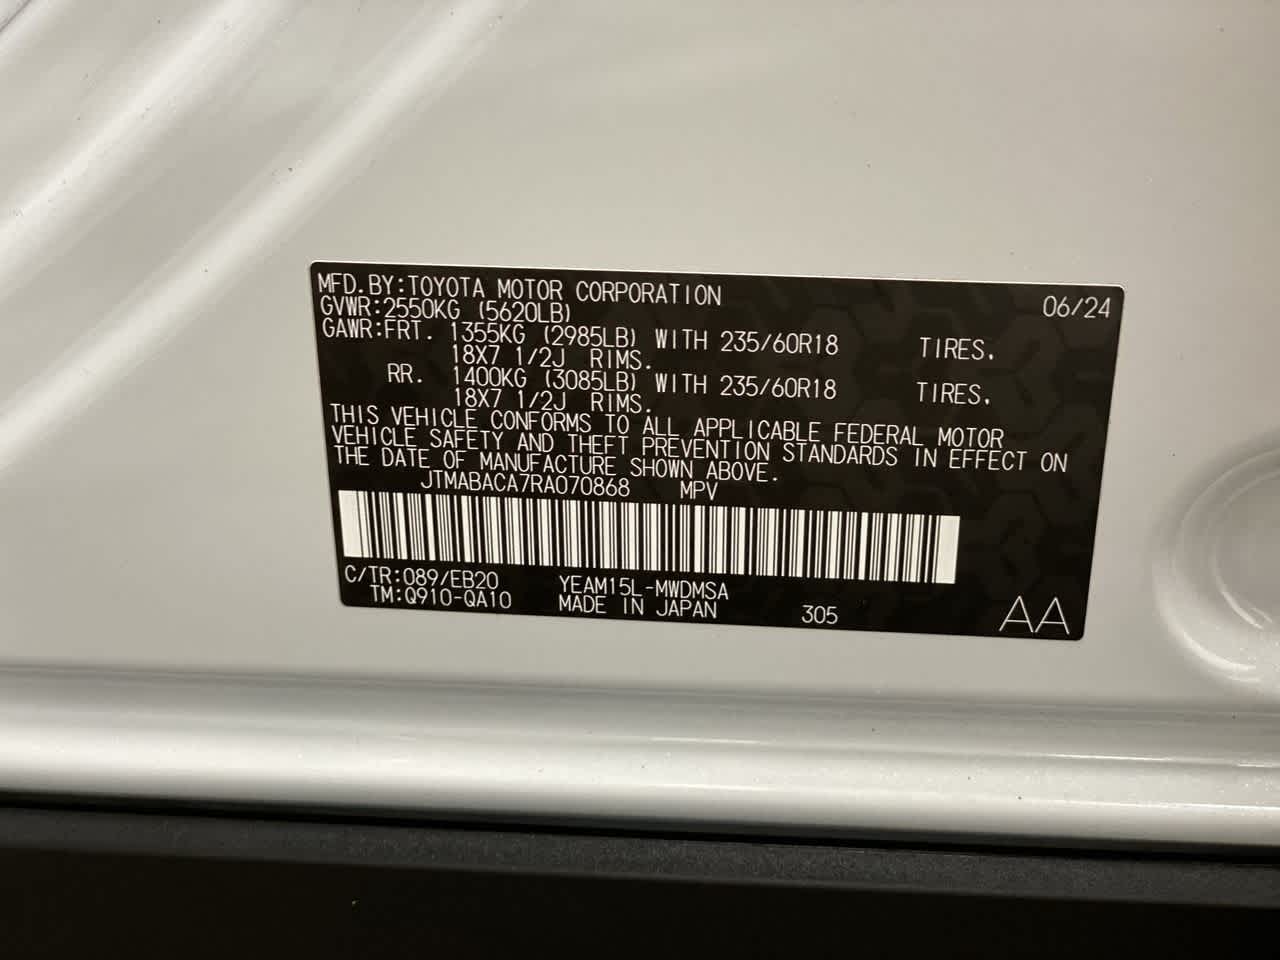 MFD.BY:TOYOTA MOTOR CORPORATION 06/24
GVWR:2550KG (5620LB)
GAWR:FRT. 1355KG (2985LB) WITH 235/60R18 TIRES.
18X7 1/2J RIMS.
RR. 1400KG (3085LB) WITH 235/60R18 TIRES.
18X7 1/2J RIMS.
THIS VEHICLE CONFORMS TO ALL APPLICABLE FEDERAL MOTOR
VEHICLE SAFETY AND THEFT PREVENTION STANDARDS IN EFFECT ON
THE DATE OF MANUFACTURE SHOWN ABOVE.
JTMABACA7RA070868 MPV
C/TR:089/EB20 YEAM15L-MWDMSA
TM:Q910-QA10 MADE IN JAPAN 305 AA